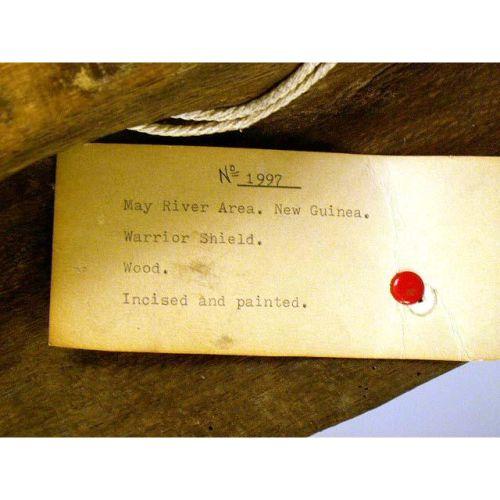 Nº 1997
May River Area. New Guinea.
Warrior Shield.
Wood.
Incised and painted.